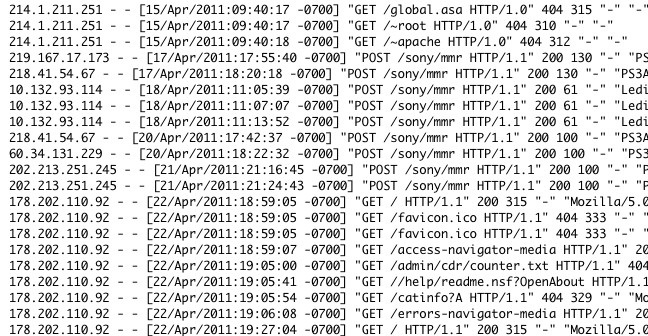 214.1.211.251 - - [15/Apr/2011:09:40:17 -0700] "GET /global.asa HTTP/1.0" 404 315 "-" "-"
214.1.211.251 - - [15/Apr/2011:09:40:17 -0700] "GET /~root HTTP/1.0" 404 310 "-" "-"
214.1.211.251 - - [15/Apr/2011:09:40:18 -0700] "GET /~apache HTTP/1.0" 404 312 "-" "-"
219.167.17.173 - - [17/Apr/2011:17:55:40 -0700] "POST /sony/mmr HTTP/1.1" 200 130 "-" "PS
218.41.54.67 - - [17/Apr/2011:18:20:18 -0700] "POST /sony/mmr HTTP/1.1" 200 130 "-" "PS3A
10.132.93.114 - - [18/Apr/2011:11:05:39 -0700] "POST /sony/mmr HTTP/1.1" 200 61 "-" "Ledi
10.132.93.114 - - [18/Apr/2011:11:07:07 -0700] "POST /sony/mmr HTTP/1.1" 200 61 "-" "Ledi
10.132.93.114 - - [18/Apr/2011:11:13:52 -0700] "POST /sony/mmr HTTP/1.1" 200 61 "-" "Ledi
218.41.54.67 - - [20/Apr/2011:17:42:37 -0700] "POST /sony/mmr HTTP/1.1" 200 100 "-" "PS3A
60.34.131.229 - - [20/Apr/2011:18:22:32 -0700] "POST /sony/mmr HTTP/1.1" 200 100 "-" "PS
202.213.251.245 - - [21/Apr/2011:21:16:45 -0700] "POST /sony/mmr HTTP/1.1" 200 100 "-" "P
202.213.251.245 - - [21/Apr/2011:21:24:43 -0700] "POST /sony/mmr HTTP/1.1" 200 100 "-" "P
178.202.110.92 - - [22/Apr/2011:18:59:05 -0700] "GET / HTTP/1.1" 200 315 "-" "Mozilla/5.0
178.202.110.92 - - [22/Apr/2011:18:59:05 -0700] "GET /favicon.ico HTTP/1.1" 404 333 "-" "
178.202.110.92 - - [22/Apr/2011:18:59:05 -0700] "GET /favicon.ico HTTP/1.1" 404 333 "-" "
178.202.110.92 - - [22/Apr/2011:18:59:07 -0700] "GET /access-navigator-media HTTP/1.1" 20
178.202.110.92 - - [22/Apr/2011:19:05:00 -0700] "GET /admin/cdr/counter.txt HTTP/1.1" 404
178.202.110.92 - - [22/Apr/2011:19:05:41 -0700] "GET //help/readme.nsf?OpenAbout HTTP/1.1
178.202.110.92 - - [22/Apr/2011:19:05:54 -0700] "GET /catinfo?A HTTP/1.1" 404 329 "-" "Mo
178.202.110.92 - - [22/Apr/2011:19:06:08 -0700] "GET /errors-navigator-media HTTP/1.1" 20
178.202.110.92 - - [22/Apr/2011:19:27:04 -0700] "GET / HTTP/1.1" 200 315 "-" "Mozilla/5.0